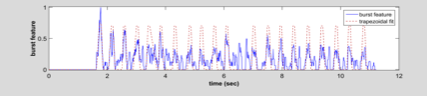 burst feature
trapezoidal fit
1
0.5
0
burst feature
0 2 4 6 8 10 12
time (sec)